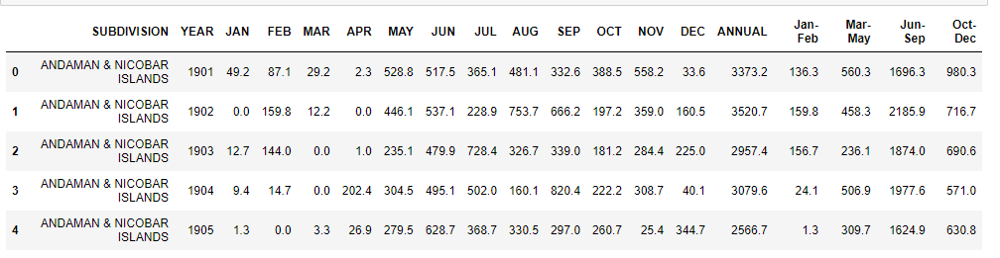 SUBDIVISION YEAR JAN FEB MAR APR MAY JUN JUL AUG SEP OCT NOV DEC ANNUAL Jan-Feb Mar-May Jun-Sep Oct-Dec
0 ANDAMAN & NICOBAR ISLANDS 1901 49.2 87.1 29.2 2.3 528.8 517.5 365.1 481.1 332.6 388.5 558.2 33.6 3373.2 136.3 560.3 1696.3 980.3
1 ANDAMAN & NICOBAR ISLANDS 1902 0.0 159.8 12.2 0.0 446.1 537.1 228.9 753.7 666.2 197.2 359.0 160.5 3520.7 159.8 458.3 2185.9 716.7
2 ANDAMAN & NICOBAR ISLANDS 1903 12.7 144.0 0.0 1.0 235.1 479.9 728.4 326.7 339.0 181.2 284.4 225.0 2957.4 156.7 236.1 1874.0 690.6
3 ANDAMAN & NICOBAR ISLANDS 1904 9.4 14.7 0.0 202.4 304.5 495.1 502.0 160.1 820.4 222.2 308.7 40.1 3079.6 24.1 506.9 1977.6 571.0
4 ANDAMAN & NICOBAR ISLANDS 1905 1.3 0.0 3.3 26.9 279.5 628.7 368.7 330.5 297.0 260.7 25.4 344.7 2566.7 1.3 309.7 1624.9 630.8